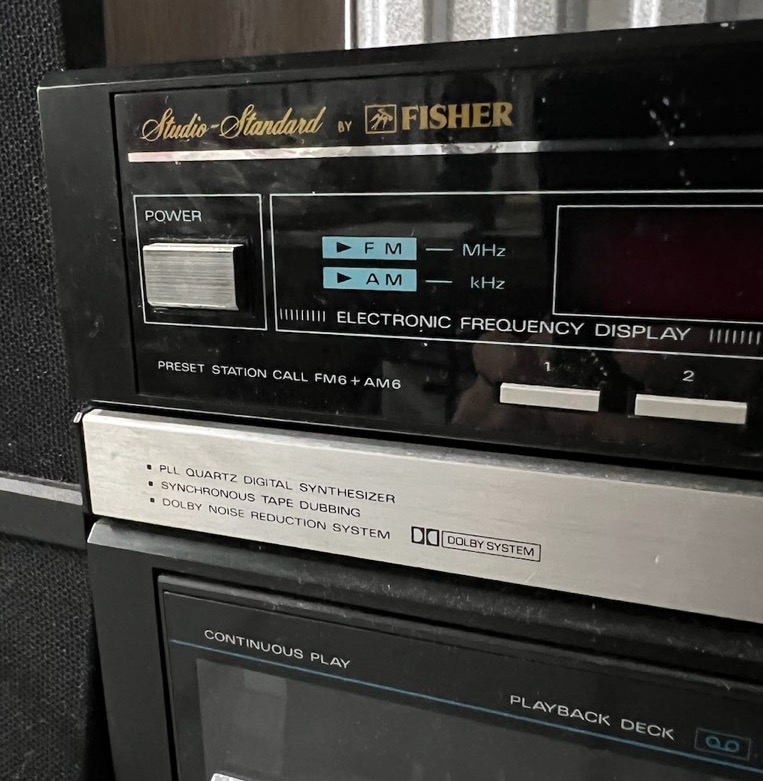 Studio-Standard BY FISHER
POWER
FM — MHz
AM — kHz
ELECTRONIC FREQUENCY DISPLAY
PRESET STATION CALL FM6+AM6
1 2
▪ PLL QUARTZ DIGITAL SYNTHESIZER
▪ SYNCHRONOUS TAPE DUBBING
▪ DOLBY NOISE REDUCTION SYSTEM
DOLBY SYSTEM
CONTINUOUS PLAY
PLAYBACK DECK